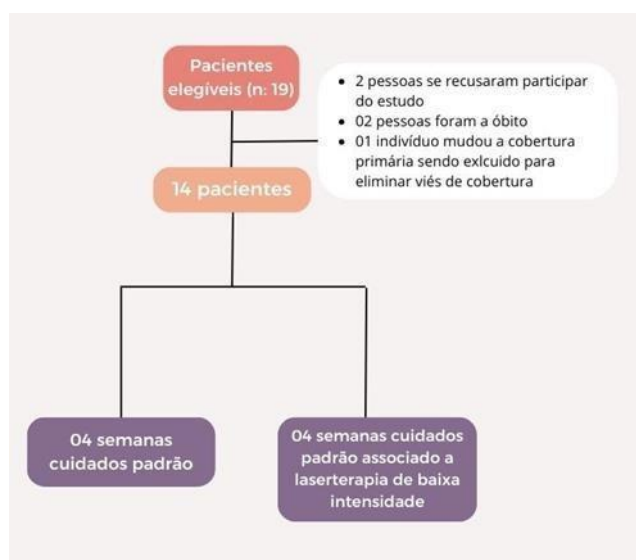 Pacientes
elegíveis (n: 19)
• 2 pessoas se recusaram participar
do estudo
• 02 pessoas foram a óbito
• 01 indivíduo mudou a cobertura
primária sendo exlcuido para
eliminar viés de cobertura
14 pacientes
04 semanas
cuidados padrão
04 semanas cuidados
padrão associado a
laserterapia de baixa
intensidade